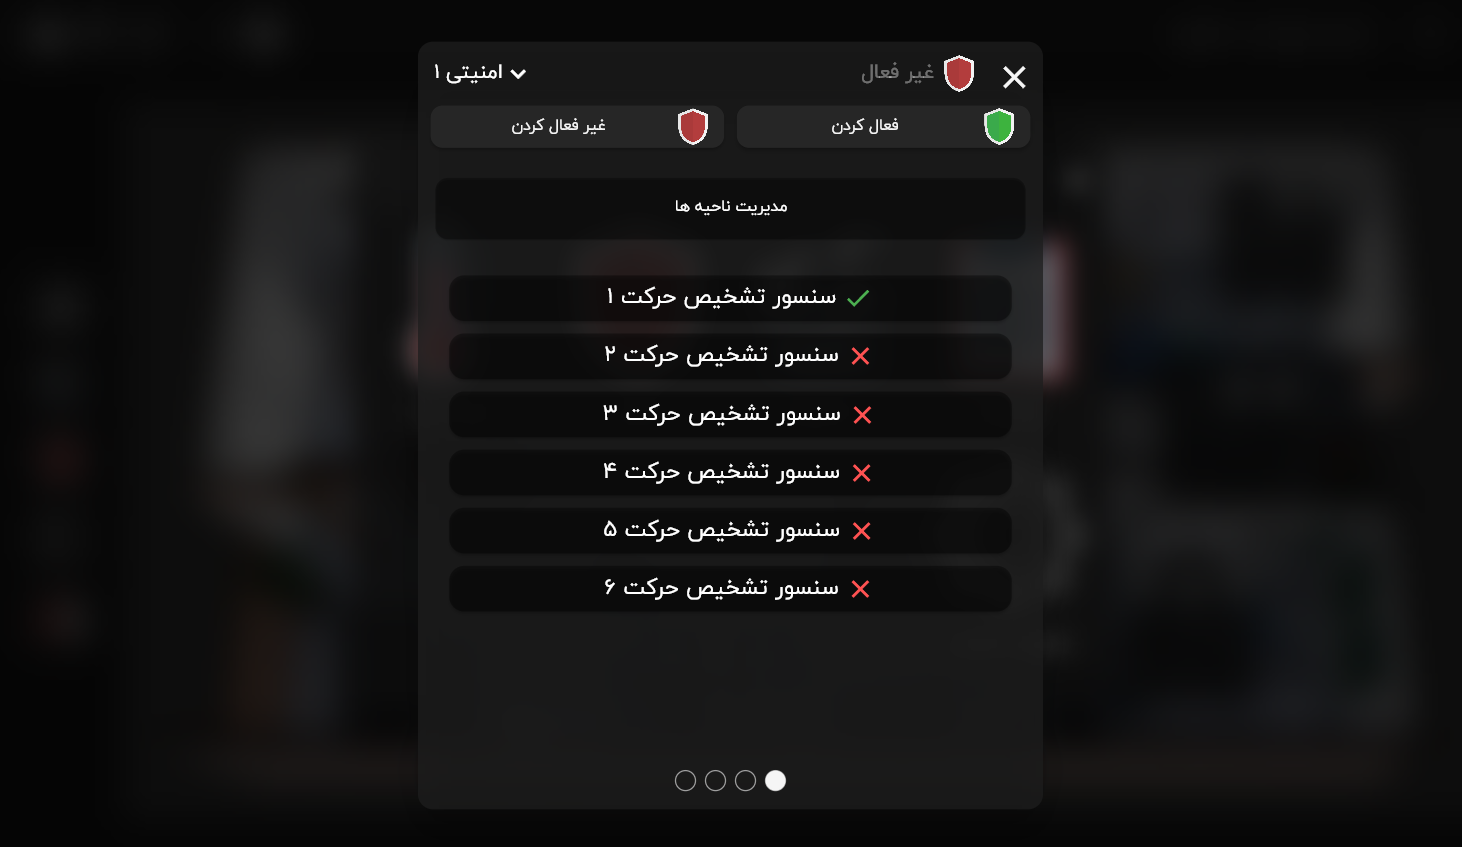 غیر فعال
امنیتی ۱
فعال کردن
غیر فعال کردن
مدیریت ناحیه ها
سنسور تشخیص حرکت ۱
سنسور تشخیص حرکت ۲
سنسور تشخیص حرکت ۳
سنسور تشخیص حرکت ۴
سنسور تشخیص حرکت ۵
سنسور تشخیص حرکت ۶